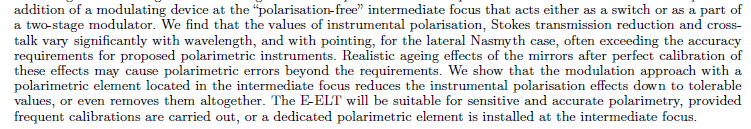 addition of a modulating device at the “polarisation-free” intermediate focus that acts either as a switch or as a part of
a two-stage modulator. We find that the values of instrumental polarisation, Stokes transmission reduction and cross-
talk vary significantly with wavelength, and with pointing, for the lateral Nasmyth case, often exceeding the accuracy
requirements for proposed polarimetric instruments. Realistic ageing effects of the mirrors after perfect calibration of
these effects may cause polarimetric errors beyond the requirements. We show that the modulation approach with a
polarimetric element located in the intermediate focus reduces the instrumental polarisation effects down to tolerable
values, or even removes them altogether. The E-ELT will be suitable for sensitive and accurate polarimetry, provided
frequent calibrations are carried out, or a dedicated polarimetric element is installed at the intermediate focus.